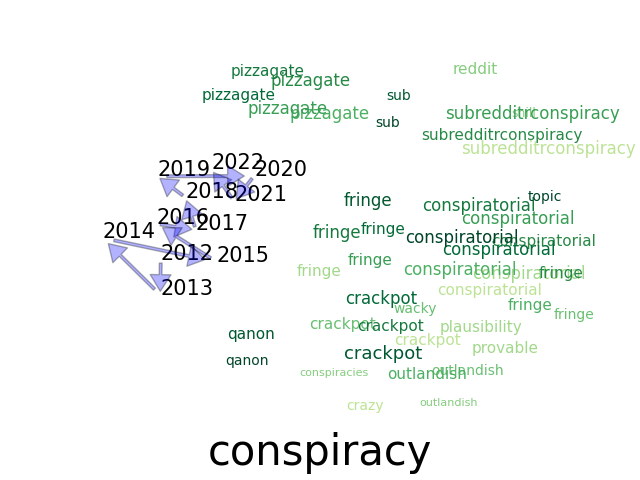 reddit
pizzagate
pizzagate
pizzagate
sub
pizzagate
pizzagate
subredditrconspiracy
sub
subredditrconspiracy
subredditrconspiracy
2019
2022
2020
2018
2021
fringe
topic
conspiratorial
2016
2017
conspiratorial
2014
fringe
fringe
conspiratorial
conspiratorial
conspiratorial
2012
2015
fringe
fringe
conspiratorial
conspiratorial
fringe
2013
conspiratorial
crackpot
wacky
fringe
fringe
crackpot
crackpot
plausibility
qanon
crackpot
provable
crackpot
qanon
conspiracies
outlandish
outlandish
crazy
outlandish
conspiracy